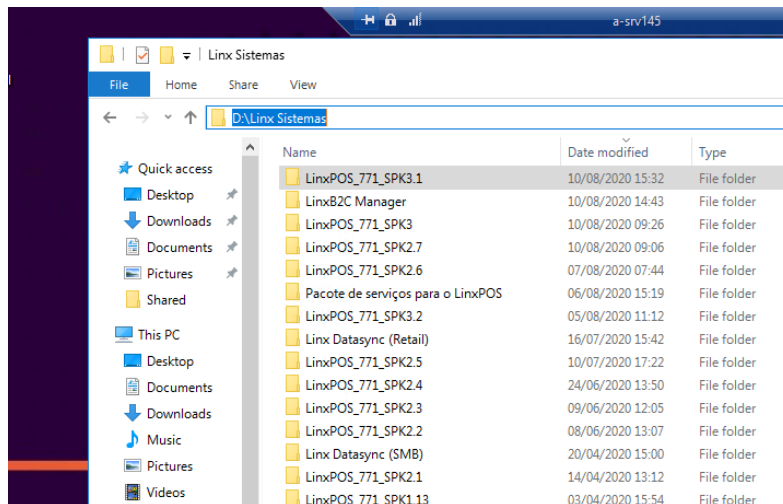 a-srv145
Linx Sistemas
File Home Share View
D:\Linx Sistemas
Name Date modified Type
Quick access
Desktop
Downloads
Documents
Pictures
Shared
This PC
Desktop
Documents
Downloads
Music
Pictures
Videos
LinxPOS_771_SPK3.1 10/08/2020 15:32 File folder
LinxB2C Manager 10/08/2020 14:43 File folder
LinxPOS_771_SPK3 10/08/2020 09:26 File folder
LinxPOS_771_SPK2.7 10/08/2020 09:06 File folder
LinxPOS_771_SPK2.6 07/08/2020 07:44 File folder
Pacote de serviços para o LinxPOS 06/08/2020 15:19 File folder
LinxPOS_771_SPK3.2 05/08/2020 11:12 File folder
Linx Datasync (Retail) 16/07/2020 15:42 File folder
LinxPOS_771_SPK2.5 10/07/2020 17:22 File folder
LinxPOS_771_SPK2.4 24/06/2020 13:50 File folder
LinxPOS_771_SPK2.3 09/06/2020 12:05 File folder
LinxPOS_771_SPK2.2 08/06/2020 13:07 File folder
Linx Datasync (SMB) 20/04/2020 15:00 File folder
LinxPOS_771_SPK2.1 14/04/2020 13:12 File folder
LinxPOS_771_SPK1.13 03/04/2020 15:54 File folder